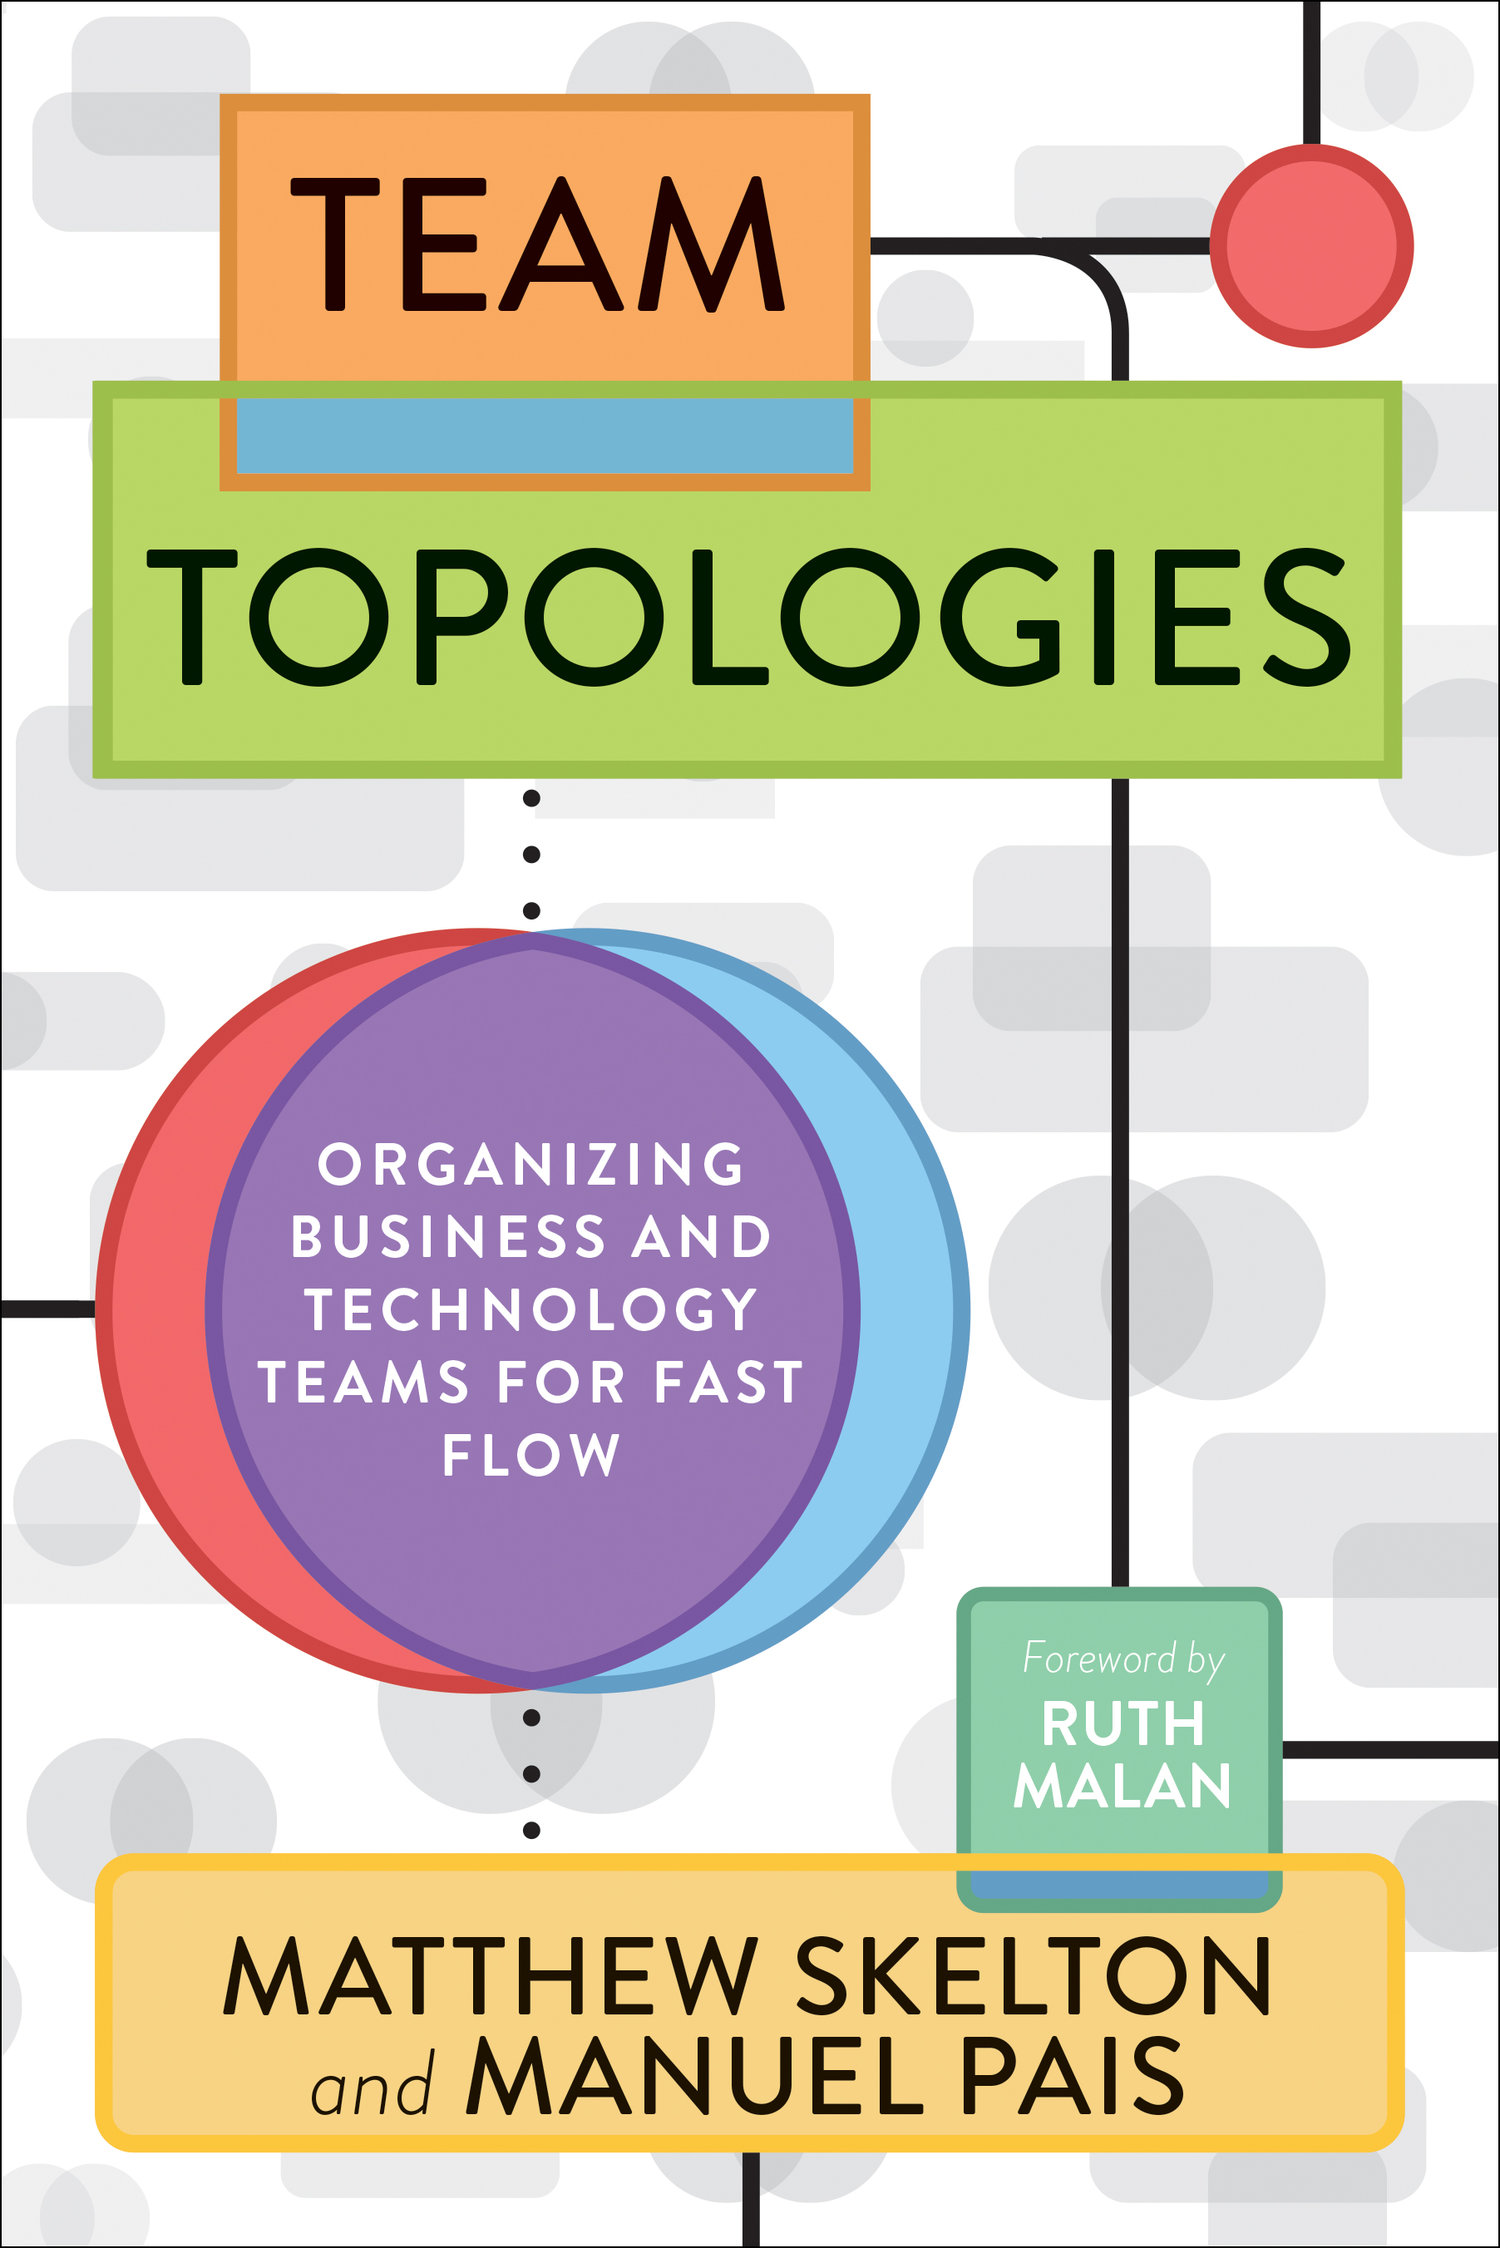 TEAM
TOPOLOGIES
ORGANIZING
BUSINESS AND
TECHNOLOGY
TEAMS FOR FAST
FLOW
Foreword by
RUTH
MALAN
MATTHEW SKELTON
and MANUEL PAIS